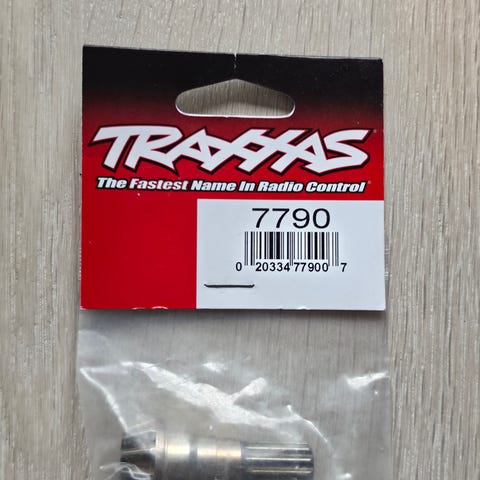 TRAXXAS
The Fastest Name In Radio Control
7790
0 20334 77900 7